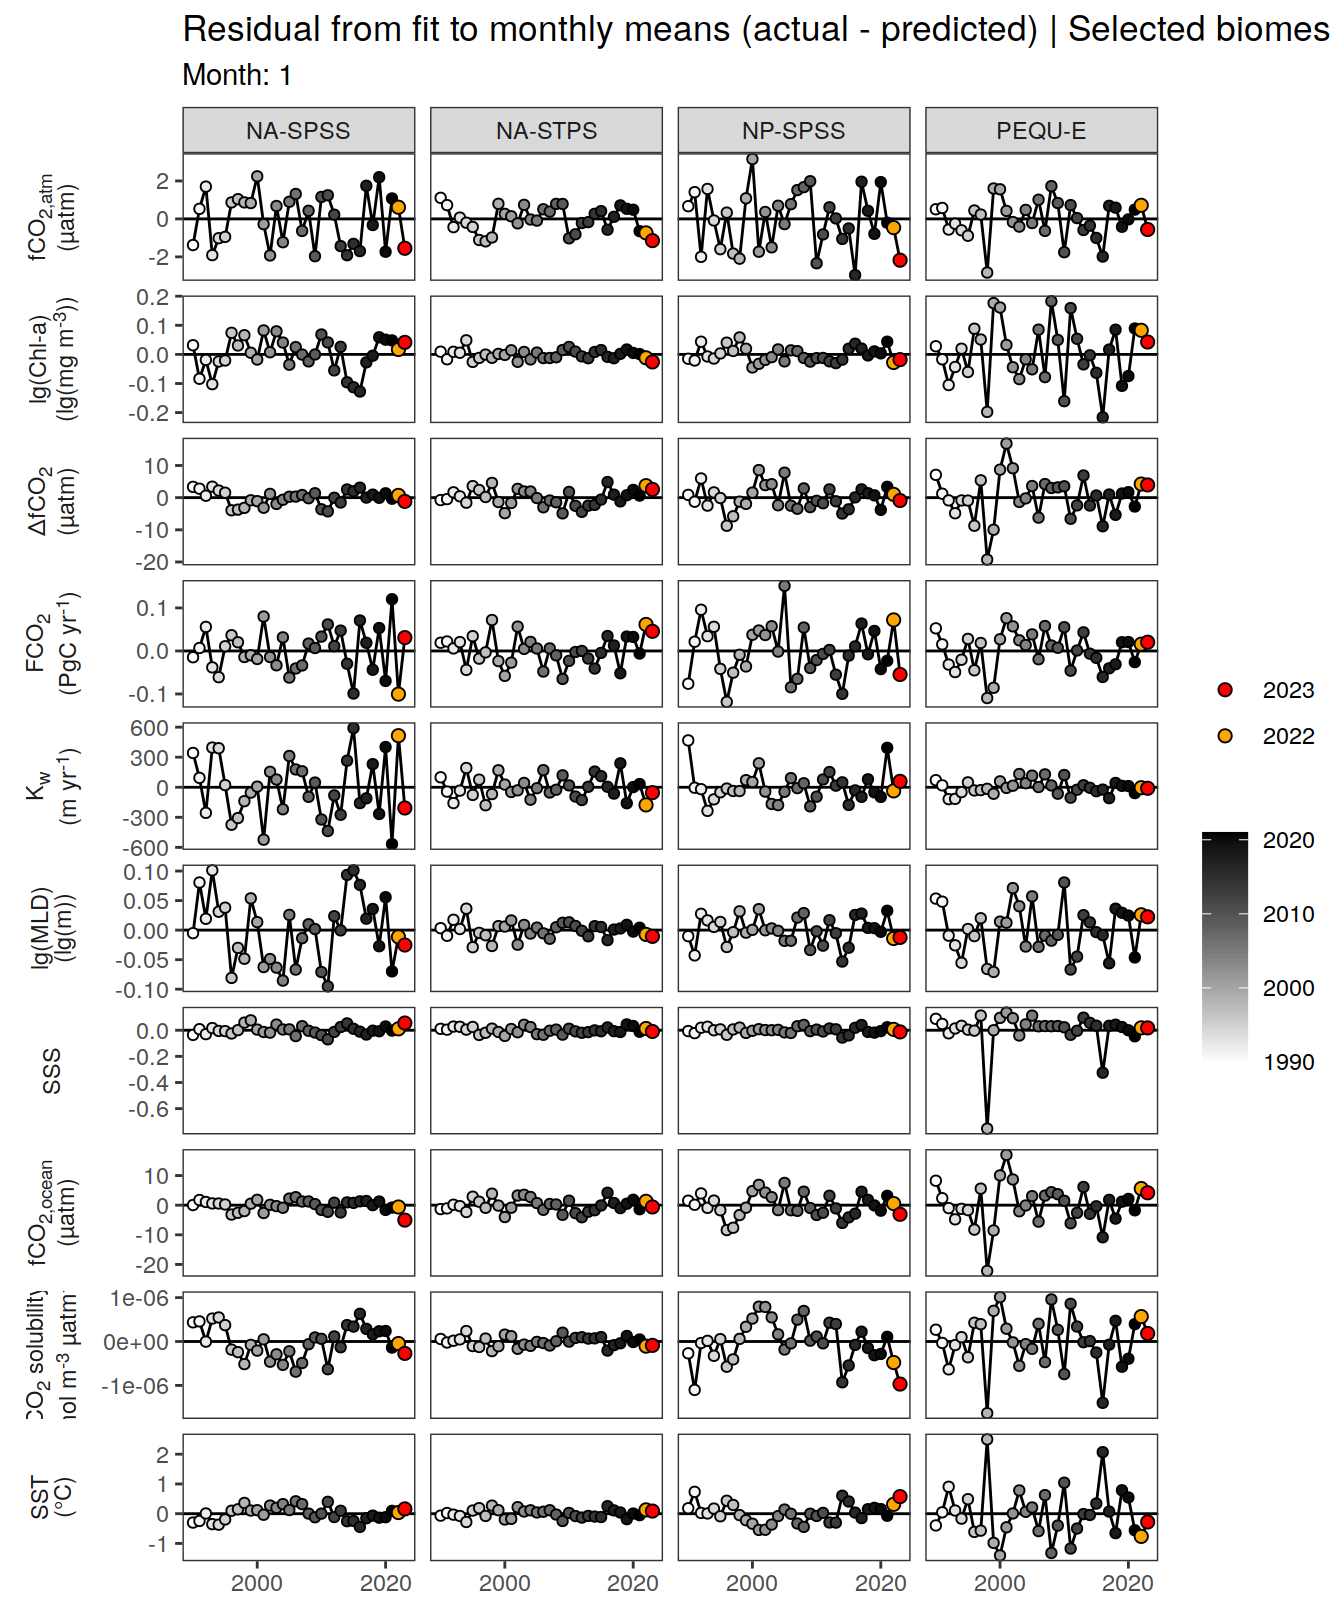 Residual from fit to monthly means (actual - predicted) | Selected biomes
Month: 1
NA-SPSS
NA-STPS
NP-SPSS
PEQU-E
fCO2,atm
(µatm)
2
0
-2
lg(Chl-a)
(lg(mg m-3))
0.2
0.1
0.0
-0.1
-0.2
ΔfCO2
(µatm)
10
0
-10
-20
FCO2
(PgC yr-1)
0.1
0.0
-0.1
Kw
(m yr-1)
600
300
0
-300
-600
lg(MLD)
(lg(m))
0.10
0.05
0.00
-0.05
-0.10
SSS
0.0
-0.2
-0.4
-0.6
fCO2,ocean
(µatm)
10
0
-10
-20
CO2 solubility
nol m-3 µatm
1e-06
0e+00
-1e-06
SST
(°C)
2
1
0
-1
2000
2020
2000
2020
2000
2020
2000
2020
2023
2022
2020
2010
2000
1990